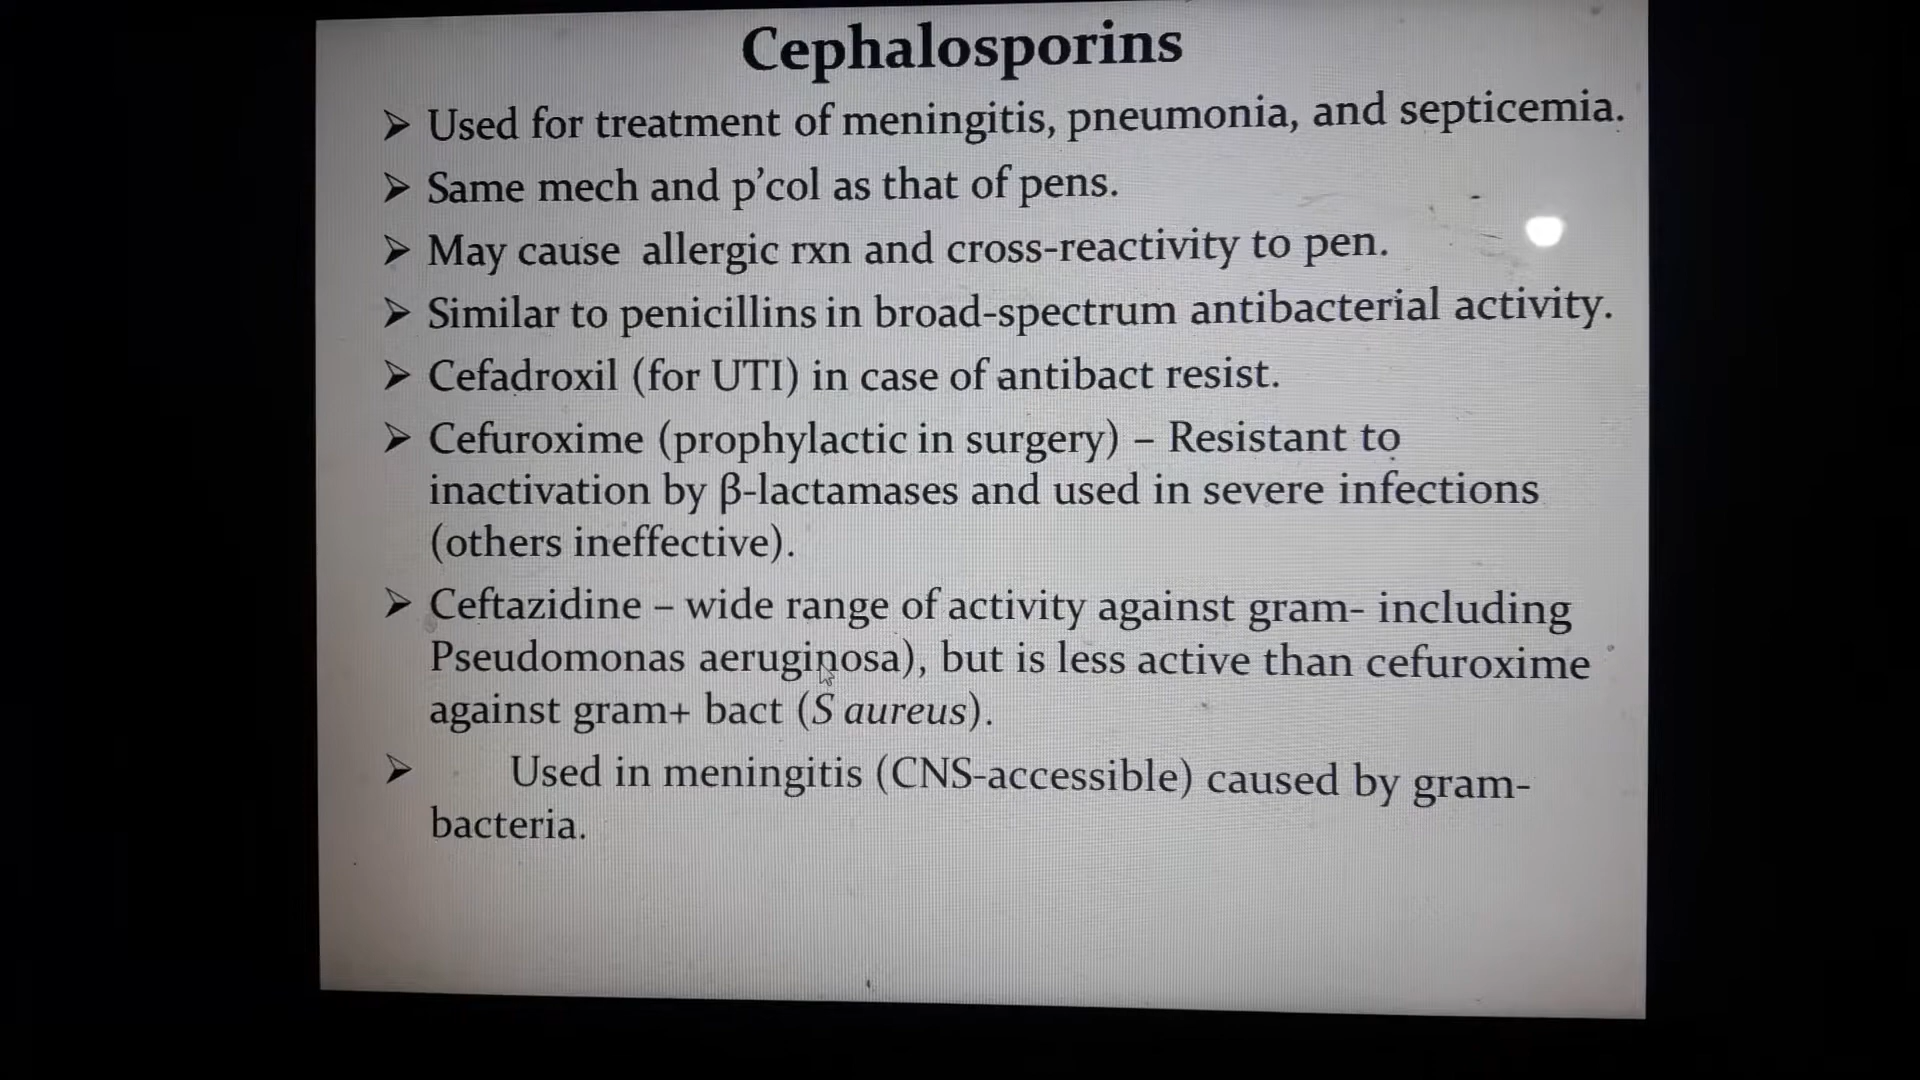 Cephalosporins
➢ Used for treatment of meningitis, pneumonia, and septicemia.
➢ Same mech and p'col as that of pens.
➢ May cause allergic rxn and cross-reactivity to pen.
➢ Similar to penicillins in broad-spectrum antibacterial activity.
➢ Cefadroxil (for UTI) in case of antibact resist.
➢ Cefuroxime (prophylactic in surgery) – Resistant to
inactivation by β-lactamases and used in severe infections
(others ineffective).
➢ Ceftazidine – wide range of activity against gram- including
Pseudomonas aeruginosa), but is less active than cefuroxime
against gram+ bact (S aureus).
➢ Used in meningitis (CNS-accessible) caused by gram-
bacteria.